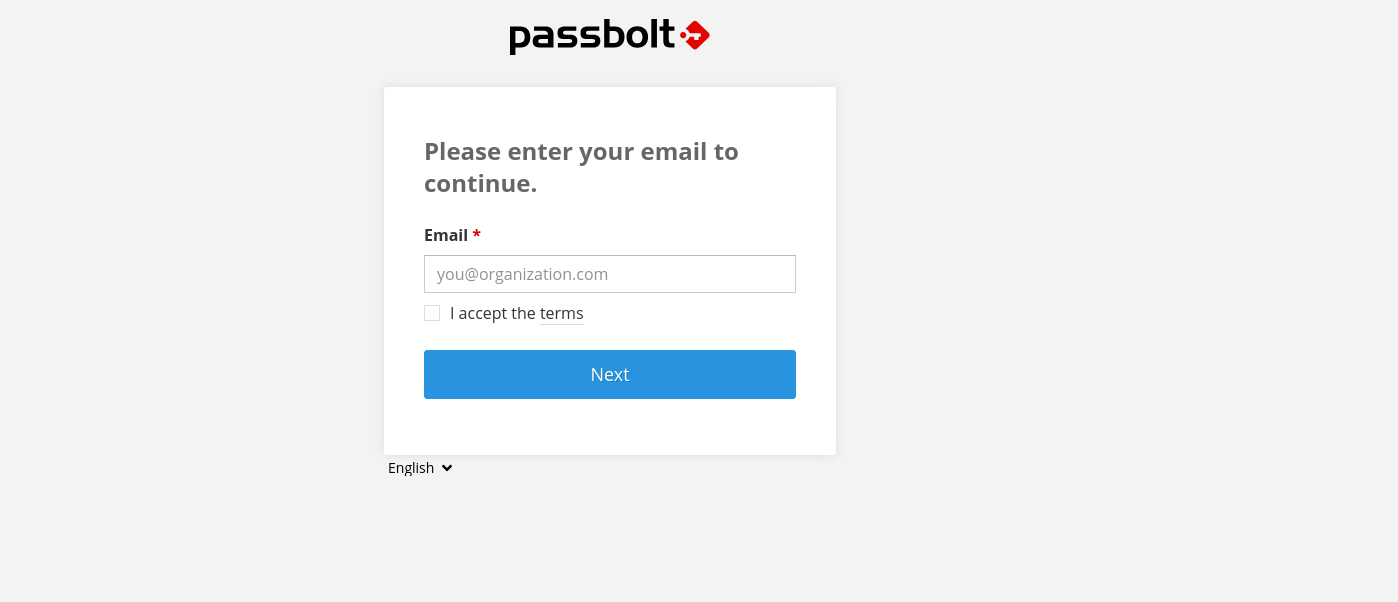 passbolt
Please enter your email to
continue.
Email *
you@organization.com
I accept the terms
Next
English